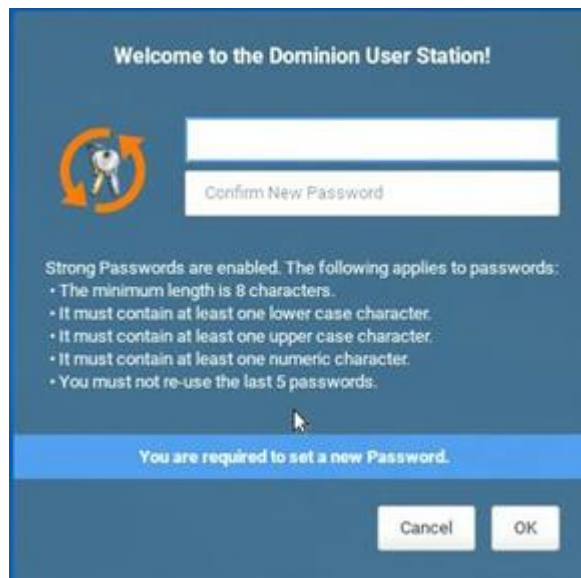 Welcome to the Dominion User Station!
Confirm New Password
Strong Passwords are enabled. The following applies to passwords:
• The minimum length is 8 characters.
• It must contain at least one lower case character.
• It must contain at least one upper case character.
• It must contain at least one numeric character.
• You must not re-use the last 5 passwords.
You are required to set a new Password.
Cancel
OK